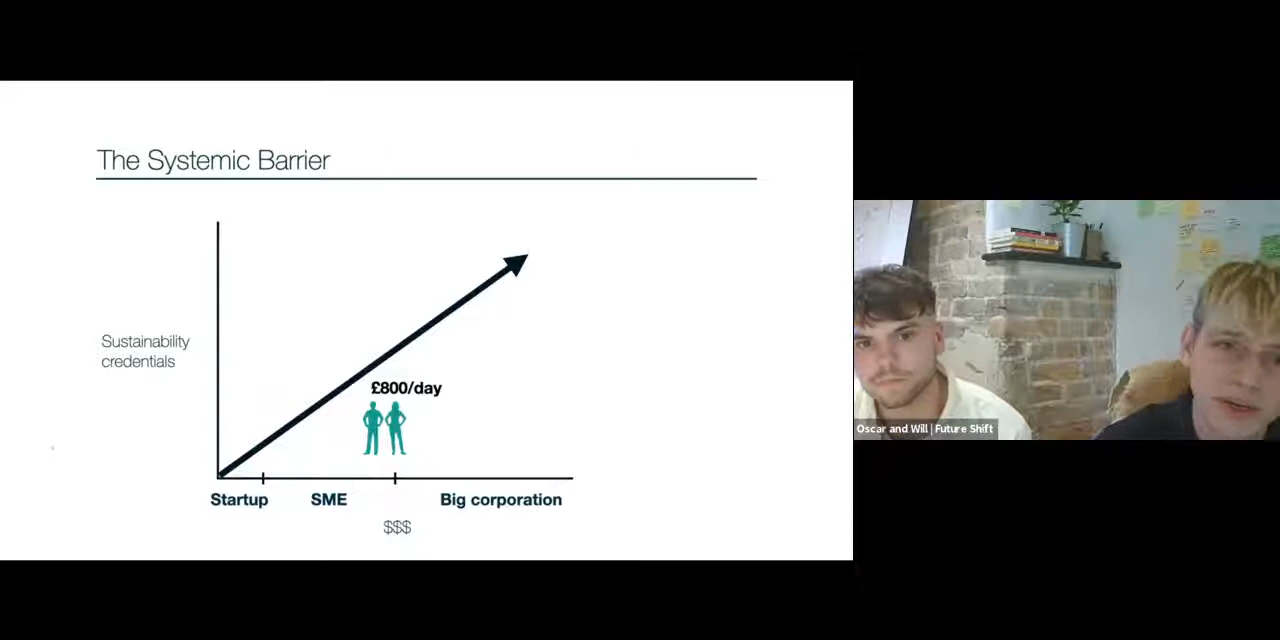 The Systemic Barrier
Sustainability
credentials
£800/day
Startup
SME
Big corporation
$$$
Oscar and Will | Future Shift